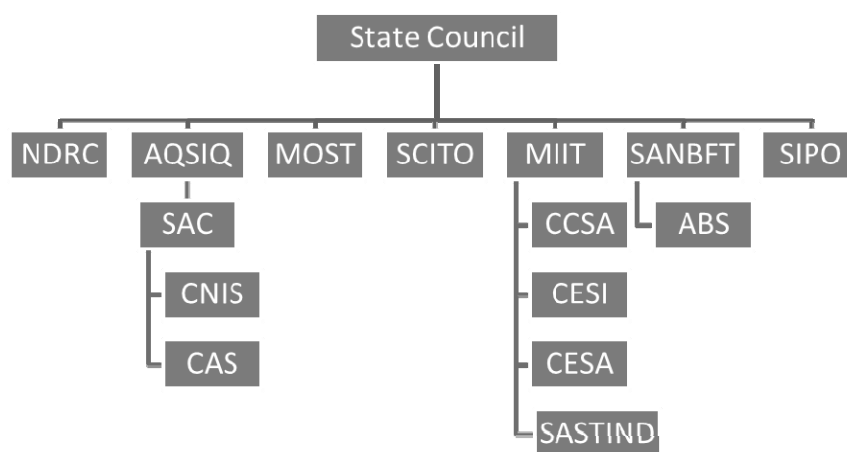 State Council
NDRC AQSIQ MOST SCITO MIIT SANBFT SIPO
SAC CCSA ABS
CNIS CESI
CAS CESA
SASTIND